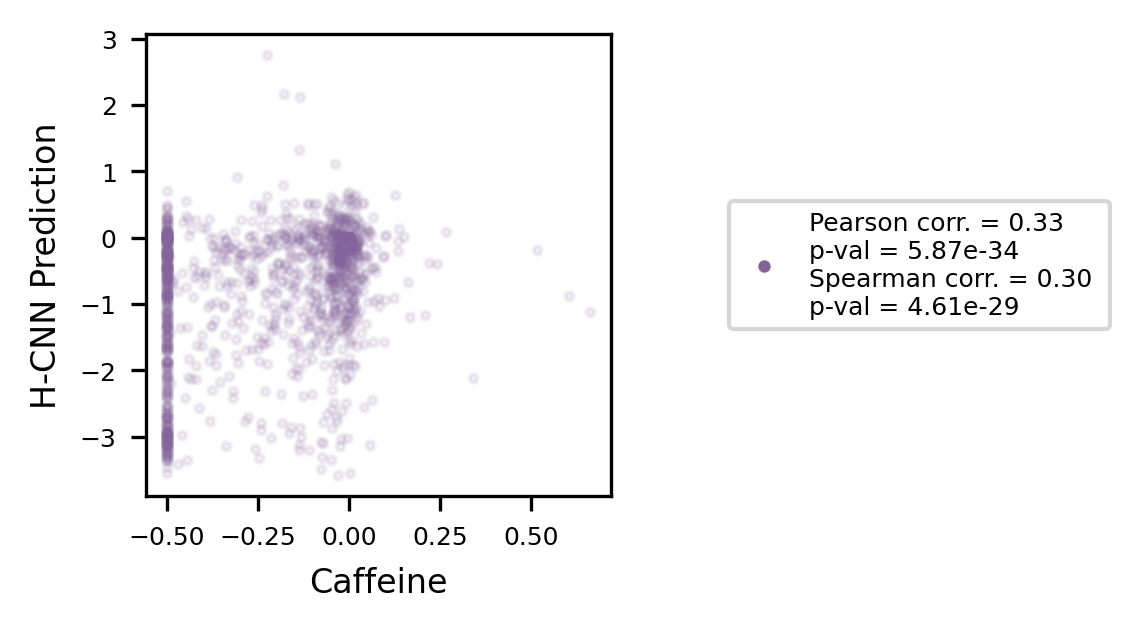 H-CNN Prediction
3
2
1
0
−1
−2
−3
−0.50 −0.25 0.00 0.25 0.50
Caffeine
Pearson corr. = 0.33
p-val = 5.87e-34
Spearman corr. = 0.30
p-val = 4.61e-29